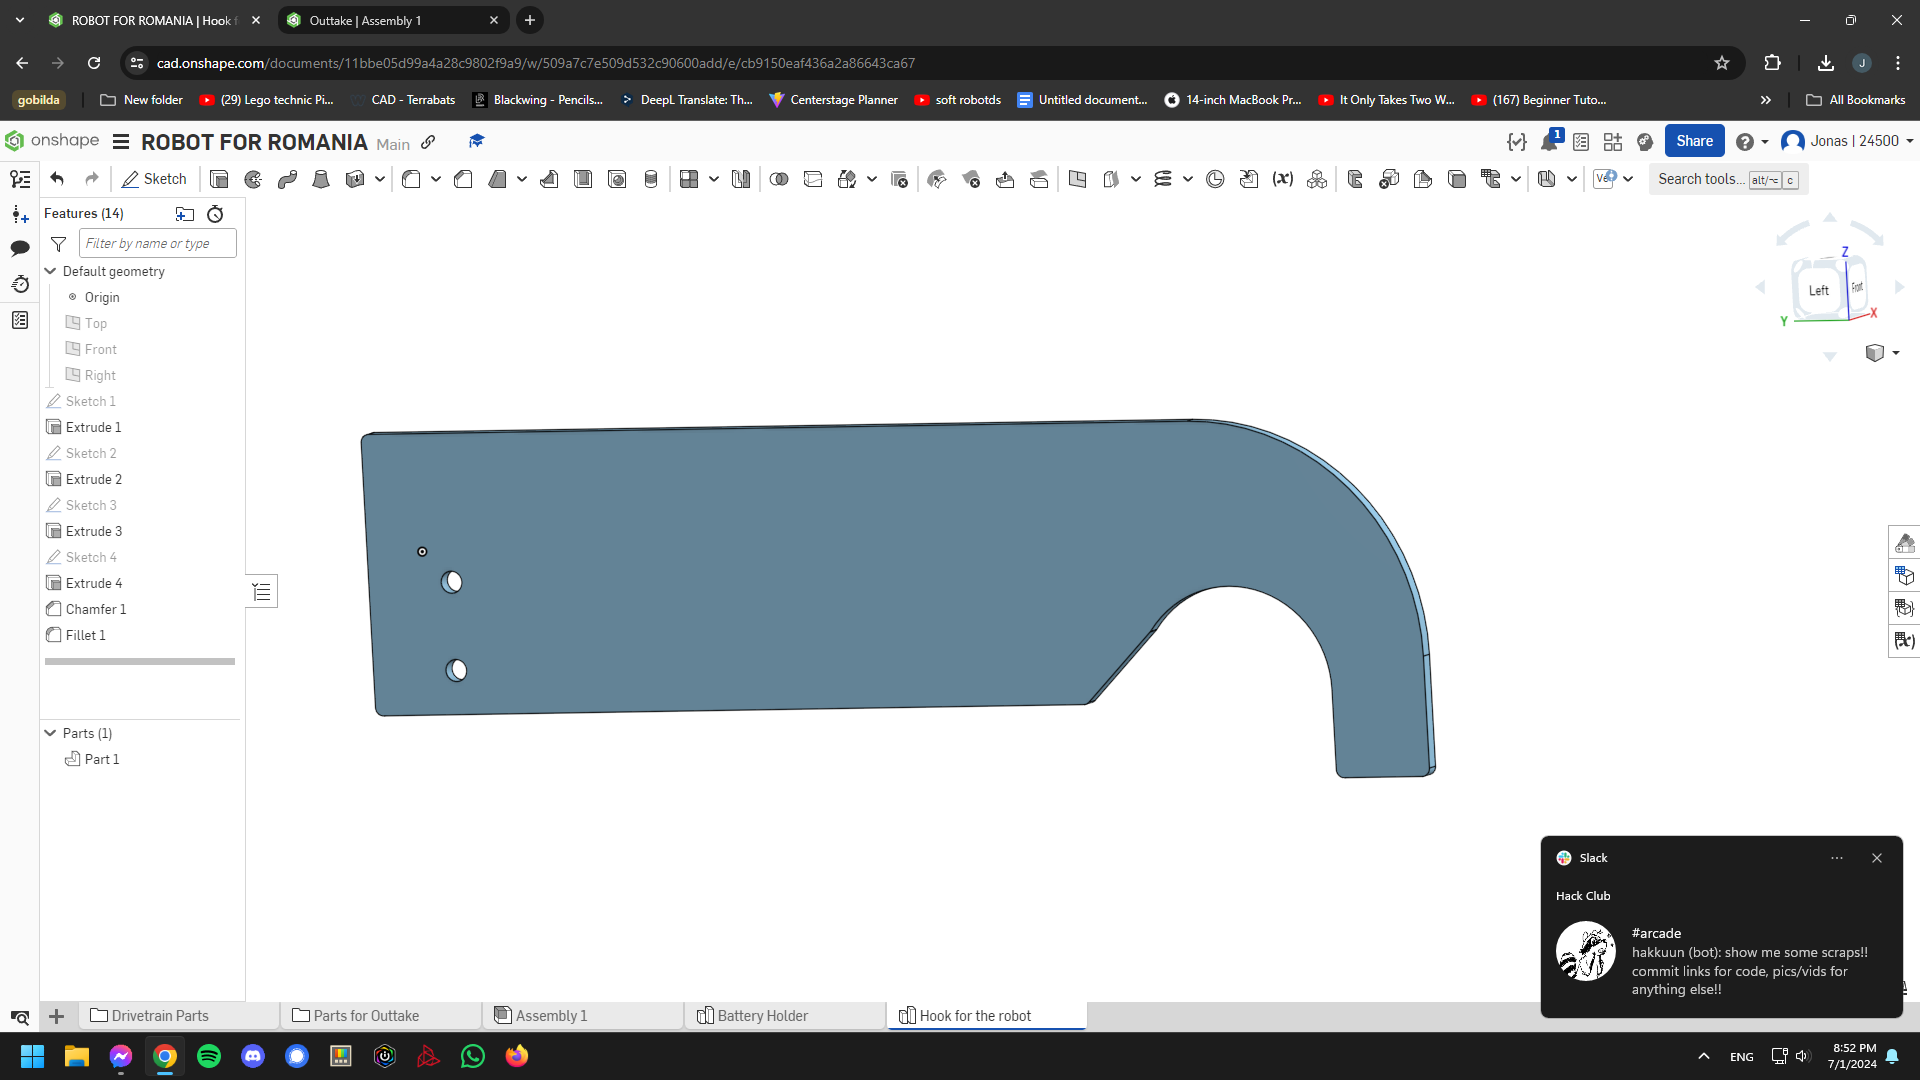 ROBOT FOR ROMANIA | Hook f
Outtake | Assembly 1
cad.onshape.com/documents/11bbe05d99a4a28c9802f9a9/w/509a7c7e509d532c90600add/e/cb9150eaf436a2a86643ca67
J
gobilda
New folder
(29) Lego technic Pi...
CAD - Terrabats
Blackwing - Pencils...
DeepL Translate: Th...
Centerstage Planner
soft robotds
Untitled document...
14-inch MacBook Pr...
It Only Takes Two W...
(167) Beginner Tuto...
All Bookmarks
onshape
ROBOT FOR ROMANIA Main
1
Share
Jonas | 24500
Sketch
(x)
Search tools... alt/⌥ c
Features (14)
Filter by name or type
Default geometry
Origin
Top
Front
Right
Sketch 1
Extrude 1
Sketch 2
Extrude 2
Sketch 3
Extrude 3
Sketch 4
Extrude 4
Chamfer 1
Fillet 1
Parts (1)
Part 1
Z
Left
Front
Y
X
Slack
Hack Club
#arcade
hakkuun (bot): show me some scraps!!
commit links for code, pics/vids for
anything else!!
Drivetrain Parts
Parts for Outtake
Assembly 1
Battery Holder
Hook for the robot
ENG
8:52 PM
7/1/2024